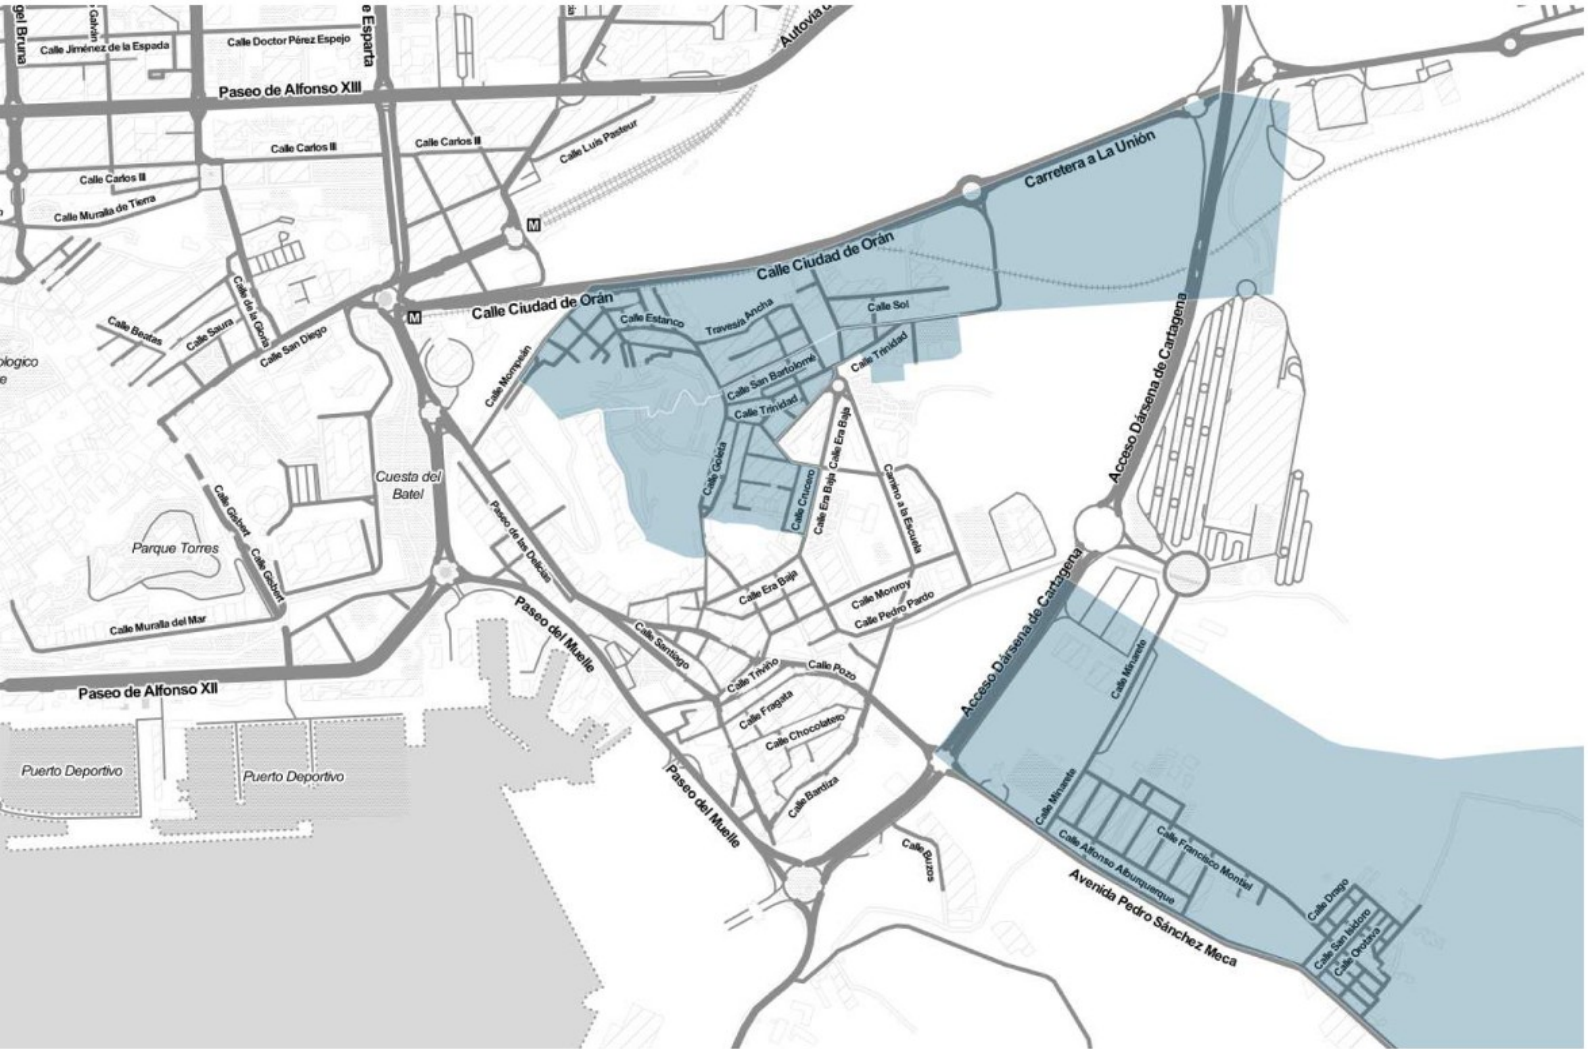 gel Bruna
Galván
Calle Jiménez de la Espada
Calle Doctor Pérez Espejo
e Esparta
Autovía d
Paseo de Alfonso XIII
Calle Carlos III
Calle Carlos III
Calle Luis Pasteur
Calle Carlos III
Calle Muralla de Tierra
Carretera a La Unión
M
Calle Ciudad de Orán
Calle Ciudad de Orán
M
Calle de la Gloria
Calle Beatas
Calle Saura
Calle San Diego
ologico
e
Calle Mompeán
Calle Estanco
Travesía Ancha
Calle Sol
Calle Trinidad
Calle San Bartolomé
Calle Trinidad
Calle Goleta
Calle Crucero
Calle Era Baja
Calle Era Baja
Camino a la Escuela
Acceso Dársena de Cartagena
Cuesta del
Batel
Calle Gisbert
Calle Gisbert
Parque Torres
Paseo de las Delicias
Calle Muralla del Mar
Paseo de Alfonso XII
Paseo del Muelle
Calle Era Baja
Calle Monroy
Calle Pedro Pardo
Calle Santiago
Calle Triviño
Calle Pozo
Calle Fragata
Calle Chocolatero
Calle Bardiza
Acceso Dársena de Cartagena
Calle Minarete
Puerto Deportivo
Puerto Deportivo
Paseo del Muelle
Calle Buzos
Calle Minarete
Calle Alfonso Alburquerque
Calle Francisco Montiel
Avenida Pedro Sánchez Meca
Calle Drago
Calle San Isidoro
Calle Orotava